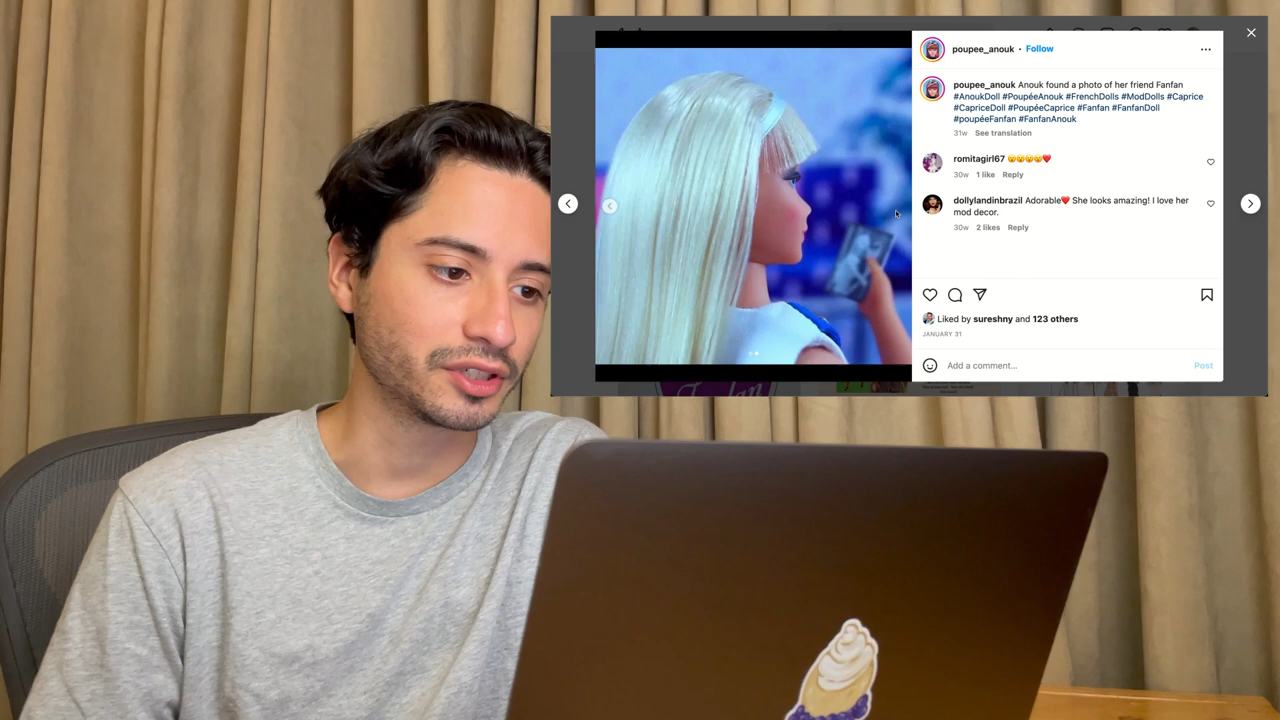 poupee_anouk • Follow
poupee_anouk Anouk found a photo of her friend Fanfan
#AnoukDoll #PoupéeAnouk #FrenchDolls #ModDolls #Caprice
#CapriceDoll #PoupéeCaprice #Fanfan #FanfanDoll
#poupéeFanfan #FanfanAnouk
31w See translation
romitagirl67 😮😮😮😮❤️
30w 1 like Reply
dollylandinbrazil Adorable❤️ She looks amazing! I love her
mod decor.
30w 2 likes Reply
Liked by sureshny and 123 others
JANUARY 31
Add a comment... Post
Fanfan